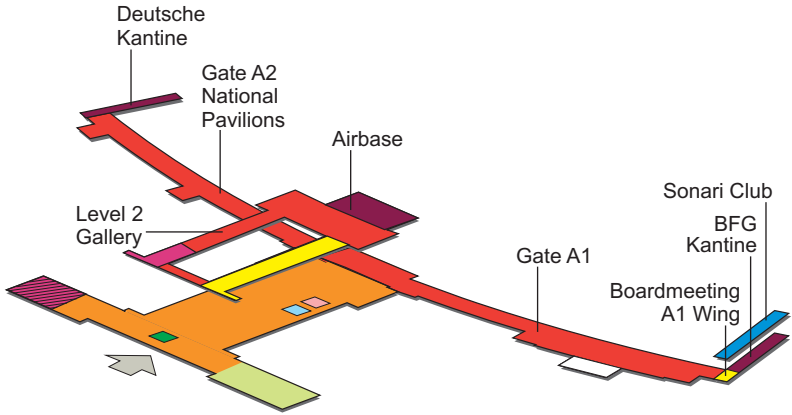 Deutsche
Kantine
Gate A2
National
Pavilions
Airbase
Level 2
Gallery
Sonari Club
BFG
Kantine
Gate A1
Boardmeeting
A1 Wing